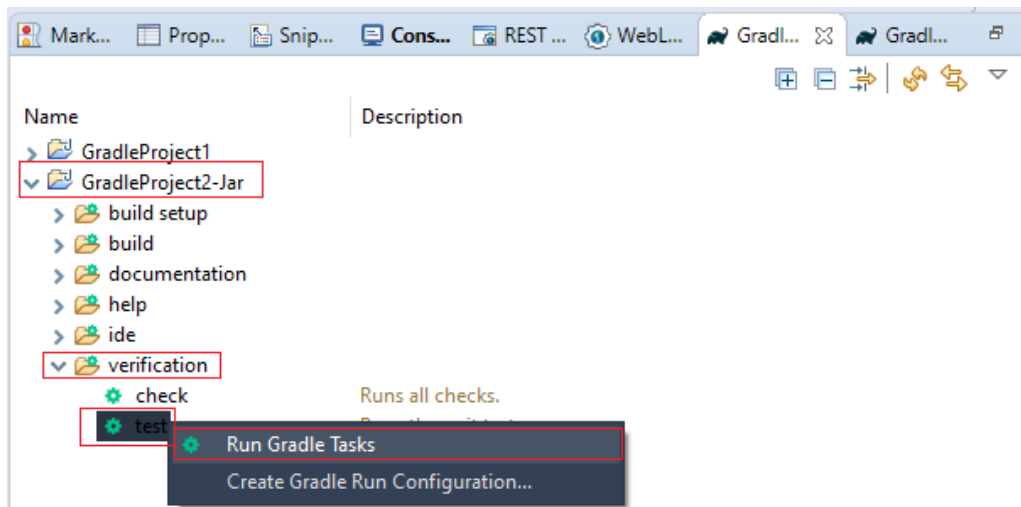 Mark... Prop... Snip... Cons... REST ... WebL... Gradl... Gradl...
Name Description
GradleProject1
GradleProject2-Jar
build setup
build
documentation
help
ide
verification
check Runs all checks.
test
Run Gradle Tasks
Create Gradle Run Configuration...